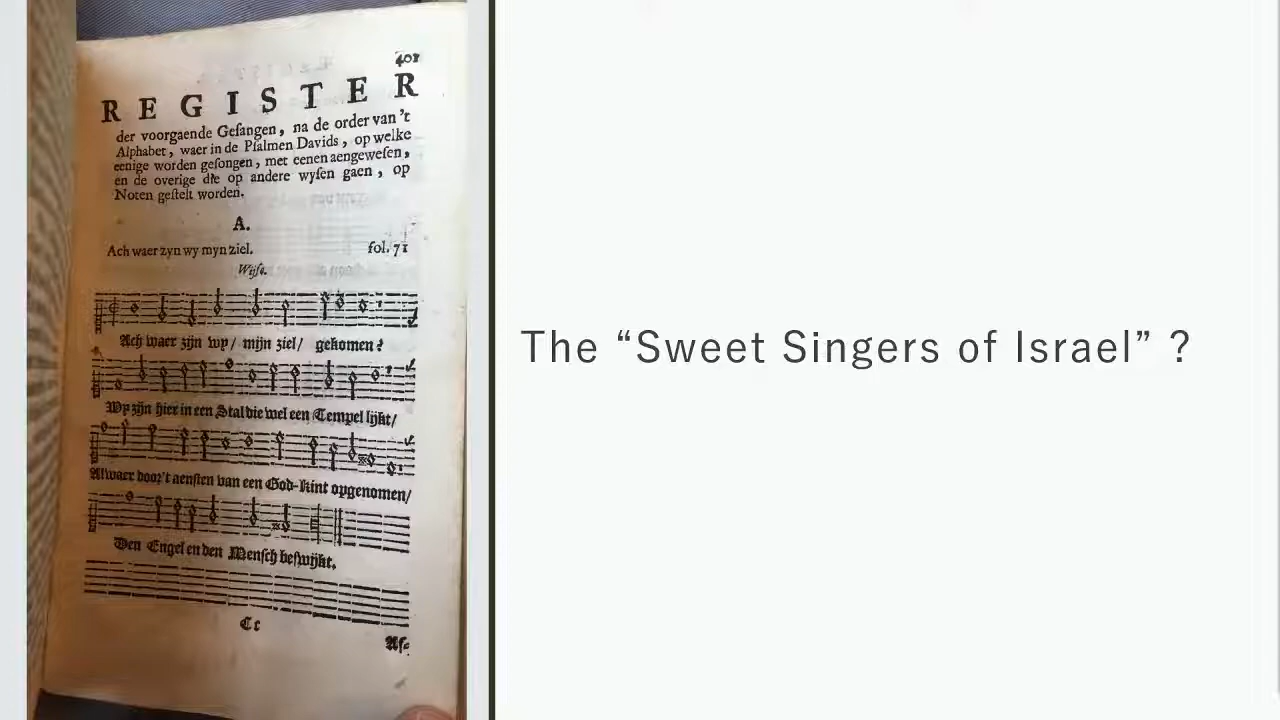 401
REGISTER
der voorgaende Geſangen, na de order van 't
Alphabet, waer in de Pſalmen Davids, op welke
eenige worden geſongen, met eenen aengeweſen,
en de overige die op andere wyſen gaen, op
Noten geſtelt worden.
A.
Ach waer zyn wy myn ziel. fol. 71
Wijſe.
Ach waer zijn wy/ mijn ziel/ gekomen?
Wy zijn hier in een Stal die wel een Tempel lijkt/
Alwaer door't aenſien van een God-kint opgenomen/
Den Engel en den Menſch beſwijkt.
Cc
Aſ-
The “Sweet Singers of Israel” ?